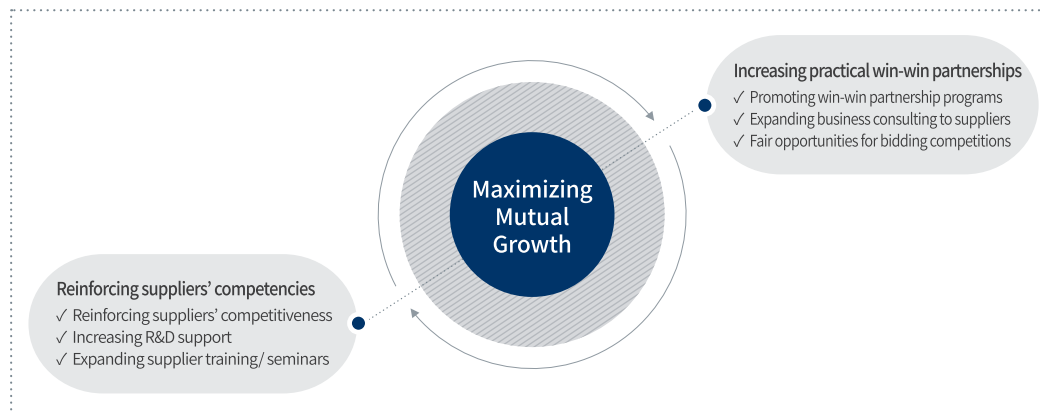 Increasing practical win-win partnerships
✓ Promoting win-win partnership programs
✓ Expanding business consulting to suppliers
✓ Fair opportunities for bidding competitions
Maximizing
Mutual
Growth
Reinforcing suppliers’ competencies
✓ Reinforcing suppliers’ competitiveness
✓ Increasing R&D support
✓ Expanding supplier training/ seminars